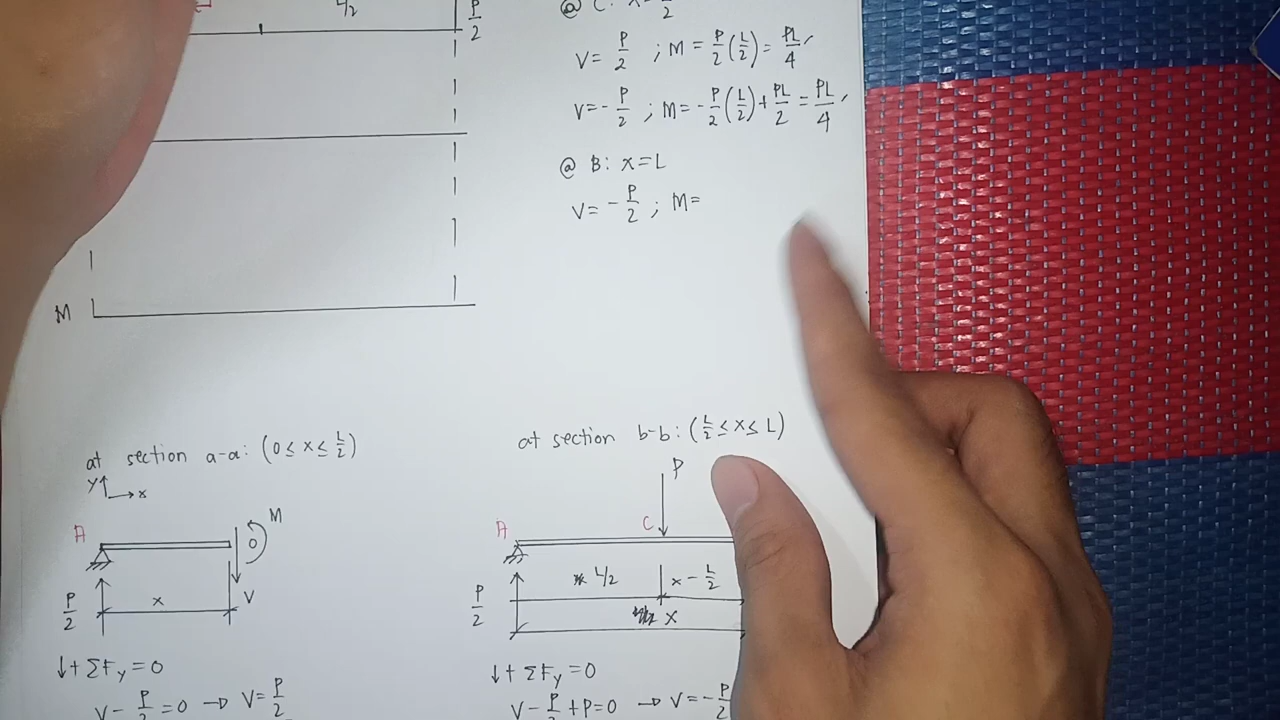 L/2
P/2
@ C: x = L/2
V = P/2 ; M = P/2 (L/2) = PL/4
V = - P/2 ; M = - P/2 (L/2) + PL/2 = PL/4
@ B: x = L
V = - P/2 ; M =
M
at section a-a: (0 ≤ x ≤ L/2)
y x
A O M
P/2 x V
↓+ ΣFy = 0
V - P/2 = 0 → V = P/2
at section b-b: (L/2 ≤ x ≤ L)
P
A C
L/2 x - L/2
P/2 x
↓+ ΣFy = 0
V - P/2 + P = 0 → V = - P/2